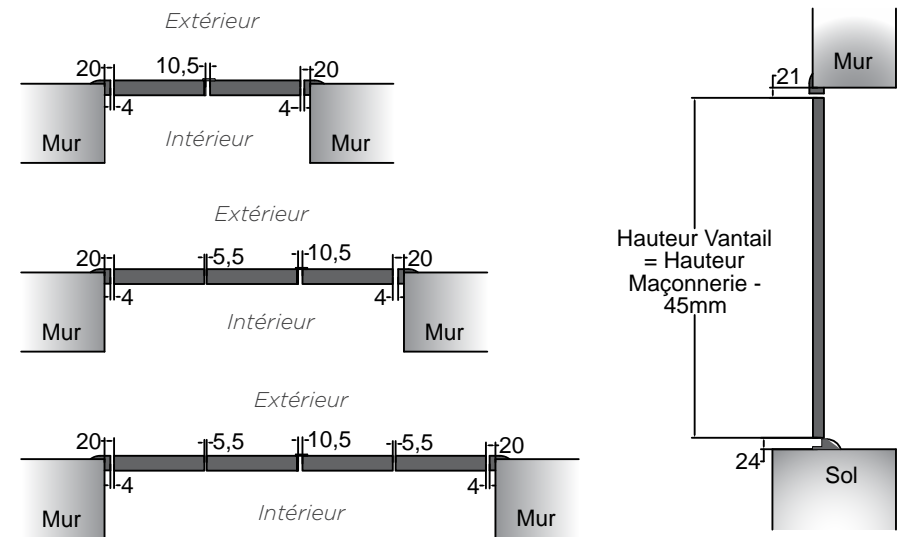 Extérieur
20
10,5
20
4
4
Mur
Intérieur
Mur
Extérieur
20
5,5
10,5
20
4
4
Mur
Intérieur
Mur
Extérieur
20
5,5
10,5
5,5
20
4
4
Mur
Intérieur
Mur
Mur
21
Hauteur Vantail
= Hauteur
Maçonnerie -
45mm
24
Sol